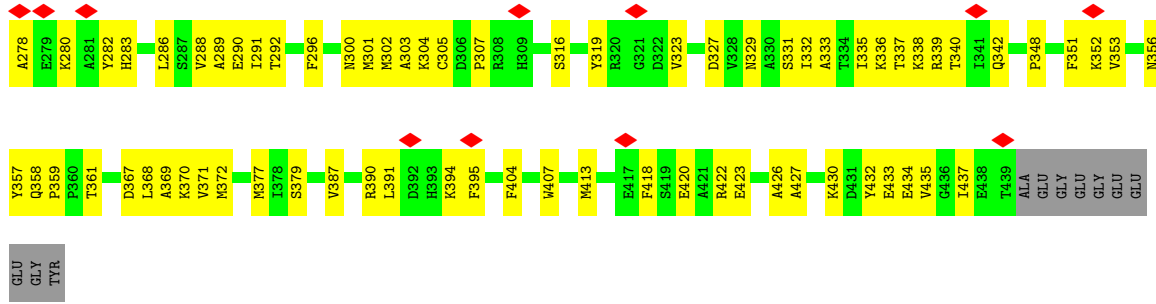 A278 E279 K280 A281 Y282 H283 L286 S287 V288 A289 E290 I291 T292 F296 N300 M301 M302 A303 K304 C305 D306 P307 R308 H309 S316 Y319 R320 G321 D322 V323 D327 V328 N329 A330 S331 I332 A333 T334 I335 K336 T337 K338 R339 T340 I341 Q342 P348 F351 K352 V353 N356
Y357 Q358 P359 P360 T361 D367 L368 A369 K370 V371 M372 M377 I378 S379 V387 R390 L391 D392 H393 K394 F395 F404 W407 M413 E417 F418 S419 E420 A421 R422 E423 A426 A427 K430 D431 Y432 E433 E434 V435 G436 I437 E438 T439 ALA GLU GLY GLU GLY GLU GLU
GLU GLY TYR